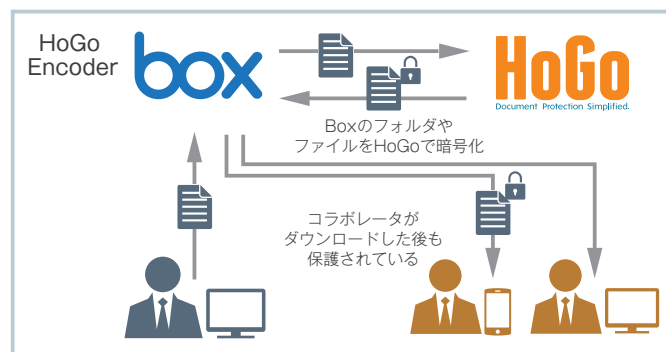 HoGo
Encoder
box
HoGo
Document Protection Simplified.
Boxのフォルダや
ファイルをHoGoで暗号化
コラボレータが
ダウンロードした後も
保護されている